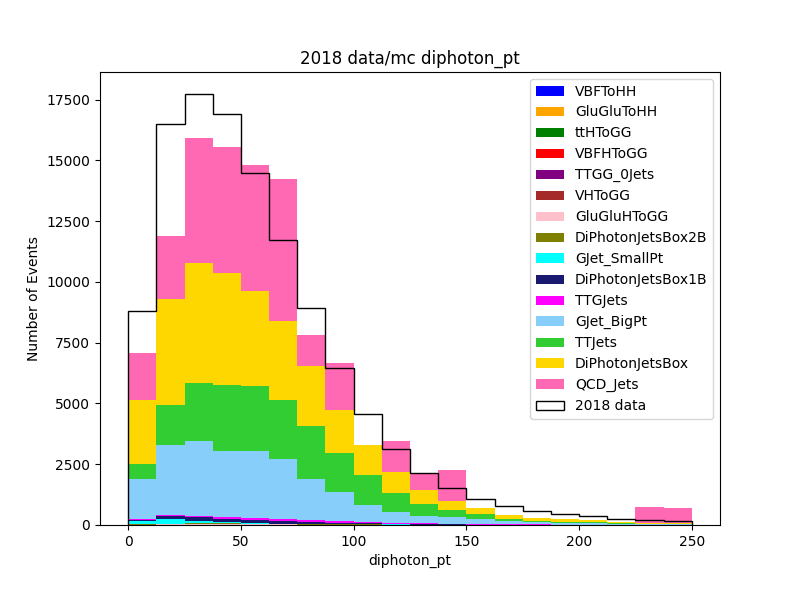 2018 data/mc diphoton_pt
Number of Events
17500
15000
12500
10000
7500
5000
2500
0
0
50
100
150
200
250
diphoton_pt
VBFToHH
GluGluToHH
ttHToGG
VBFHToGG
TTGG_0Jets
VHToGG
GluGluHToGG
DiPhotonJetsBox2B
GJet_SmallPt
DiPhotonJetsBox1B
TTGJets
GJet_BigPt
TTJets
DiPhotonJetsBox
QCD_Jets
2018 data